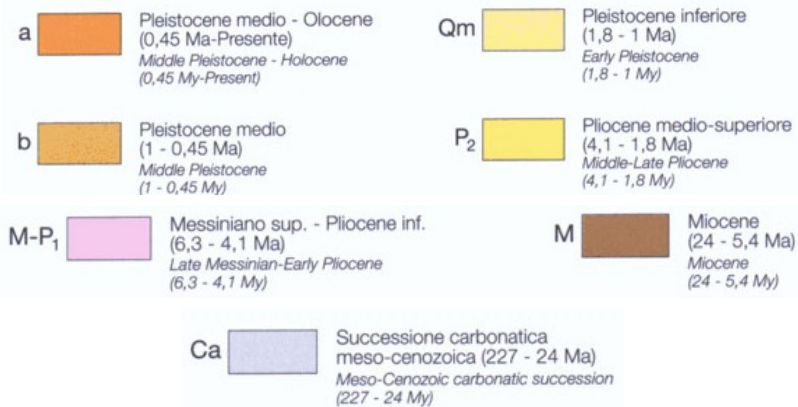 a
Pleistocene medio - Olocene
(0,45 Ma-Presente)
Middle Pleistocene - Holocene
(0,45 My-Present)
Qm
Pleistocene inferiore
(1,8 - 1 Ma)
Early Pleistocene
(1,8 - 1 My)
b
Pleistocene medio
(1 - 0,45 Ma)
Middle Pleistocene
(1 - 0,45 My)
P2
Pliocene medio-superiore
(4,1 - 1,8 Ma)
Middle-Late Pliocene
(4,1 - 1,8 My)
M-P1
Messiniano sup. - Pliocene inf.
(6,3 - 4,1 Ma)
Late Messinian-Early Pliocene
(6,3 - 4,1 My)
M
Miocene
(24 - 5,4 Ma)
Miocene
(24 - 5,4 My)
Ca
Successione carbonatica
meso-cenozoica (227 - 24 Ma)
Meso-Cenozoic carbonatic succession
(227 - 24 My)